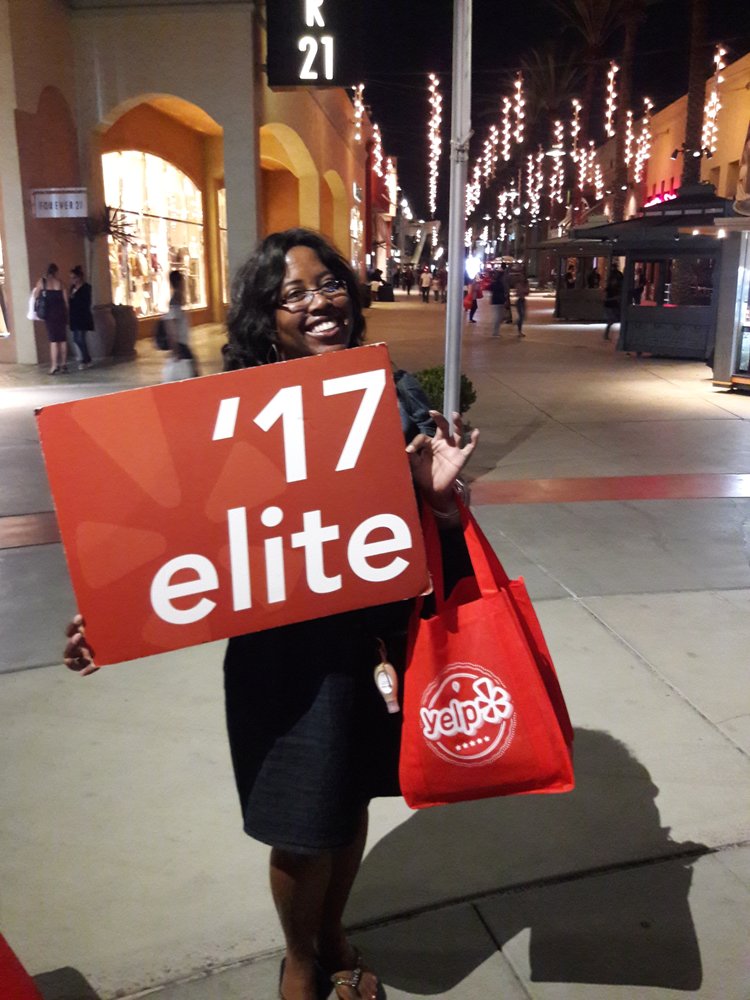 R
21
FOREVER 21
'17
elite
yelp